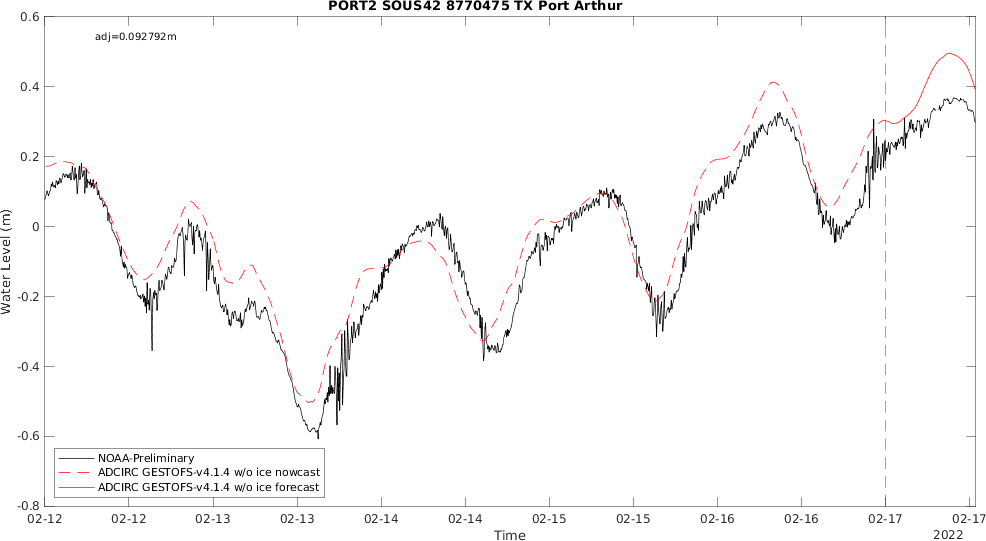 PORT2 SOUS42 8770475 TX Port Arthur
adj=0.092792m
0.6
0.4
0.2
0
-0.2
-0.4
-0.6
-0.8
Water Level (m)
NOAA-Preliminary
ADCIRC GESTOFS-v4.1.4 w/o ice nowcast
ADCIRC GESTOFS-v4.1.4 w/o ice forecast
02-12 02-12 02-13 02-13 02-14 02-14 02-15 02-15 02-16 02-16 02-17 02-17
Time
2022